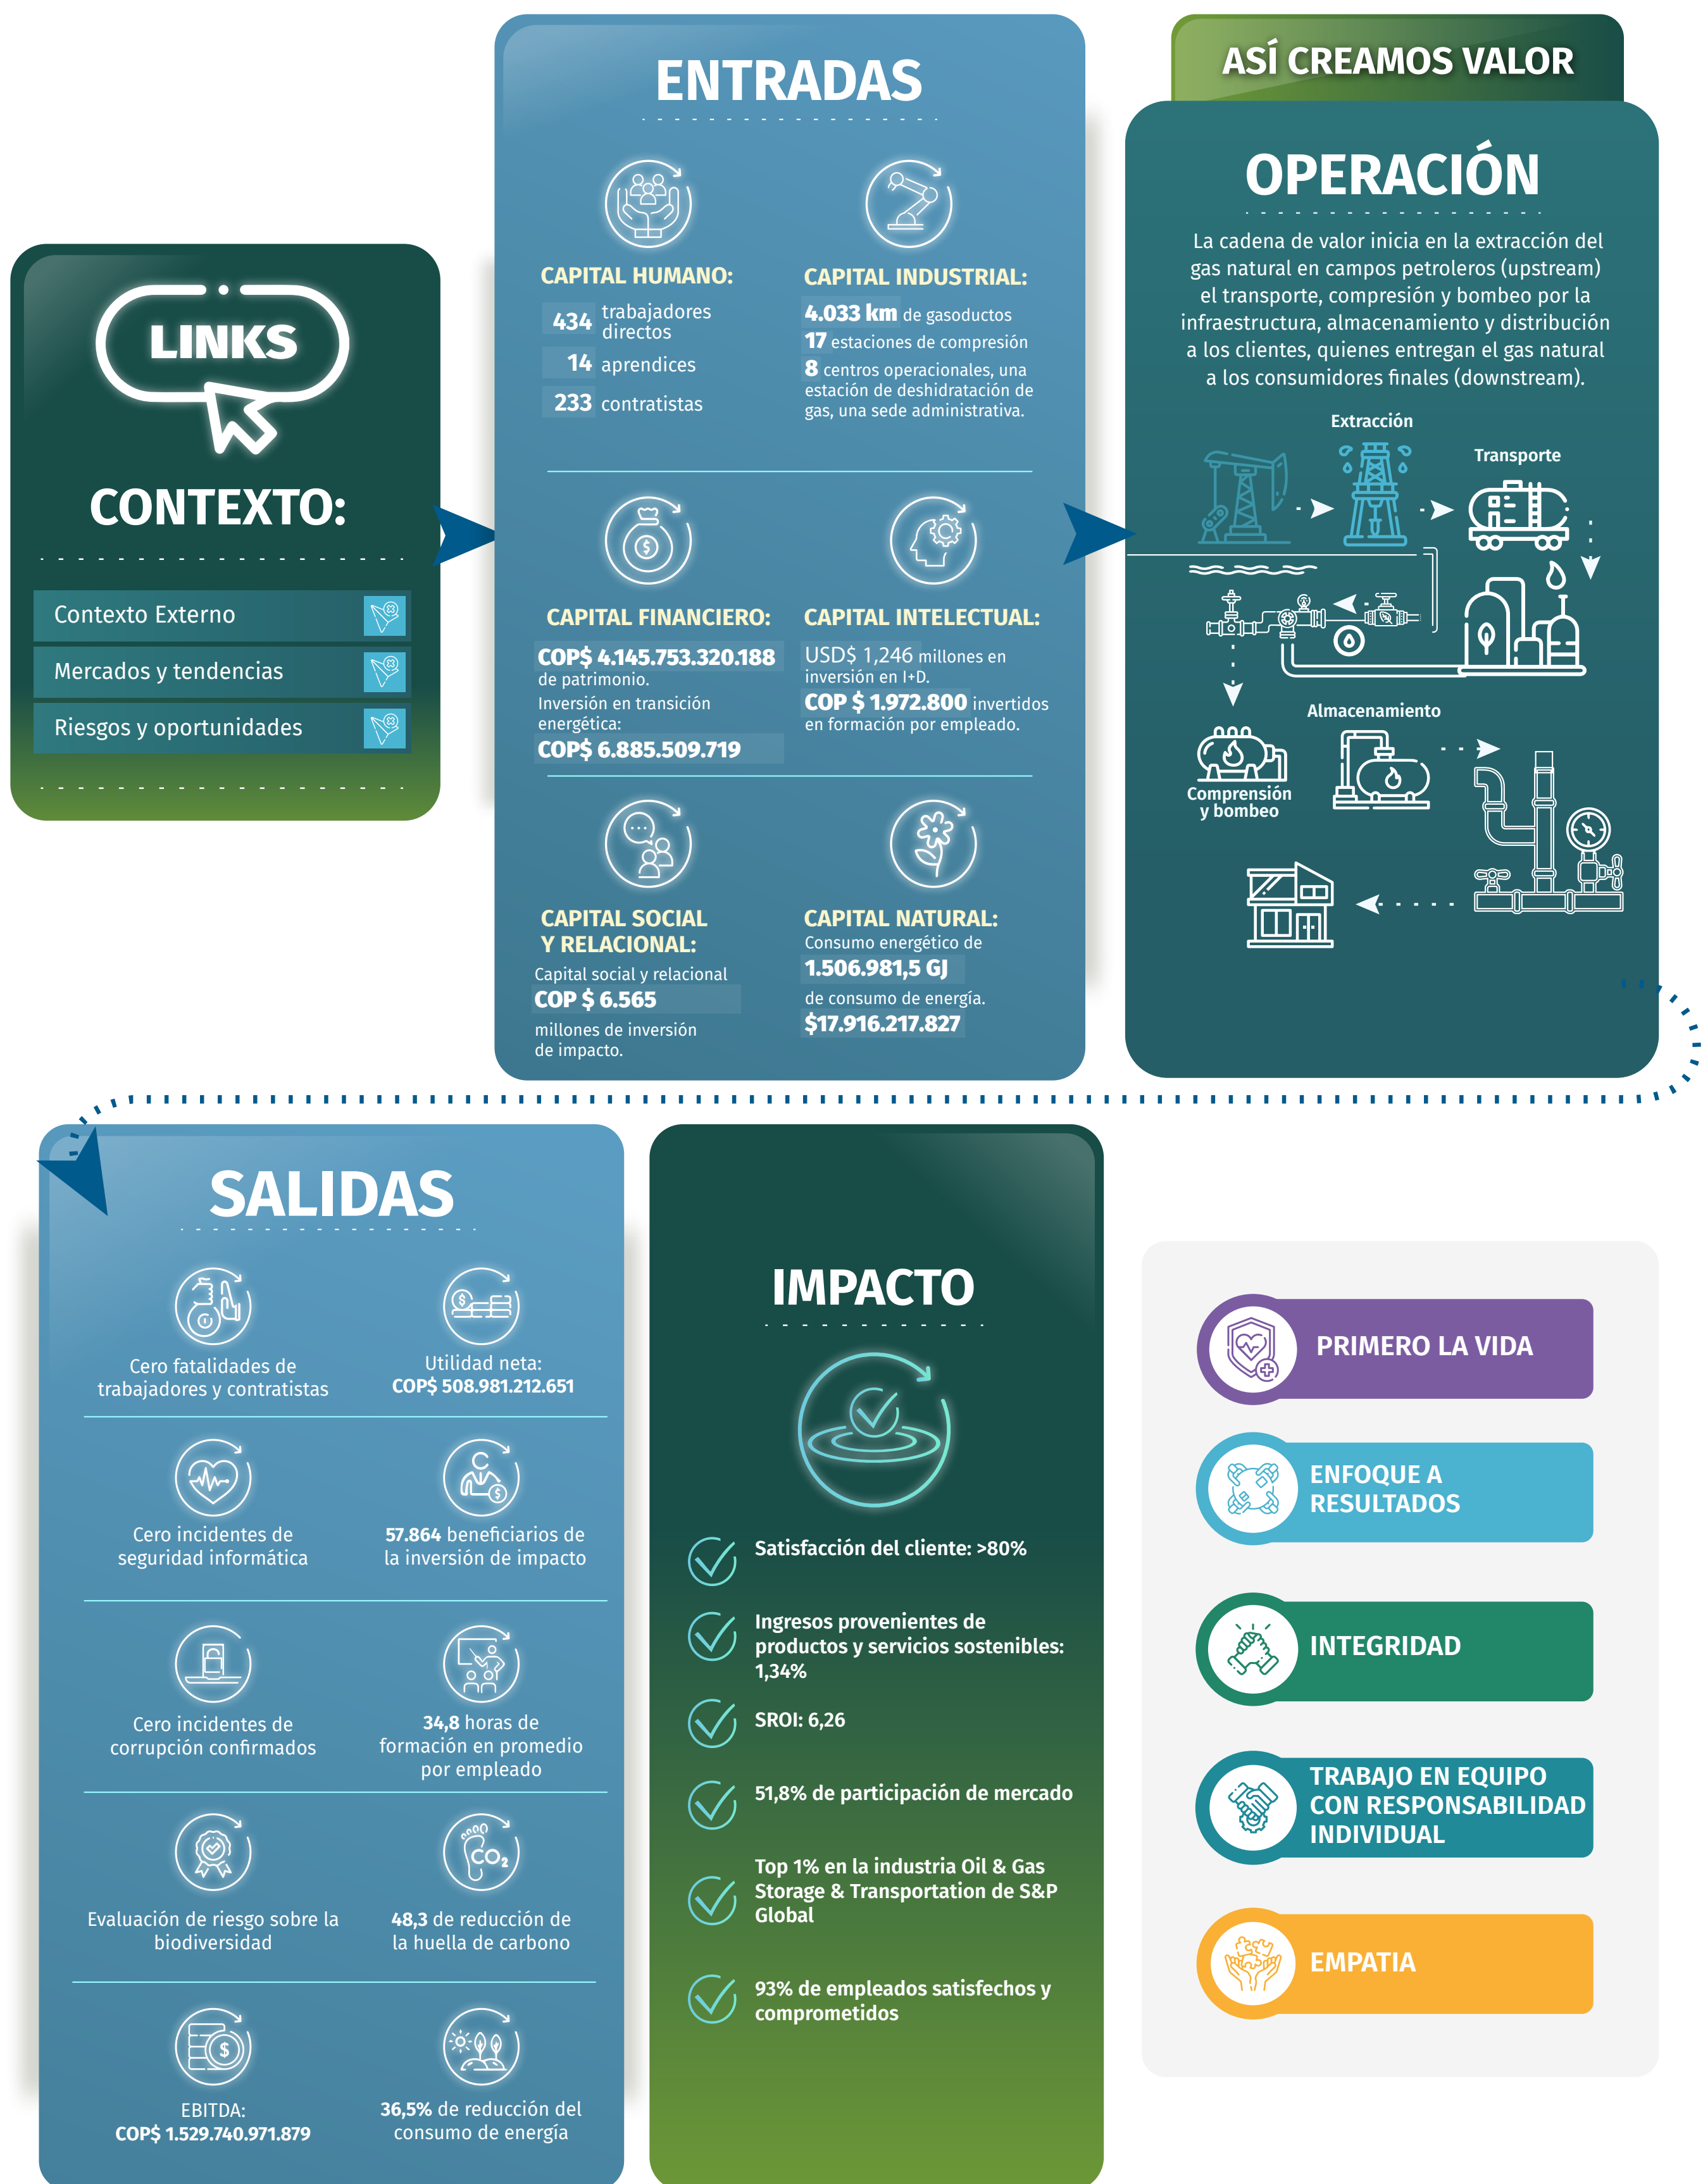 LINKS
CONTEXTO:
Contexto Externo
Mercados y tendencias
Riesgos y oportunidades
ENTRADAS
CAPITAL HUMANO:
434 trabajadores
directos
14 aprendices
233 contratistas
CAPITAL INDUSTRIAL:
4.033 km de gasoductos
17 estaciones de compresión
8 centros operacionales, una
estación de deshidratación de
gas, una sede administrativa.
CAPITAL FINANCIERO:
COP$ 4.145.753.320.188
de patrimonio.
Inversión en transición
energética:
COP$ 6.885.509.719
CAPITAL INTELECTUAL:
USD$ 1,246 millones en
inversión en I+D.
COP $ 1.972.800 invertidos
en formación por empleado.
CAPITAL SOCIAL
Y RELACIONAL:
Capital social y relacional
COP $ 6.565
millones de inversión
de impacto.
CAPITAL NATURAL:
Consumo energético de
1.506.981,5 GJ
de consumo de energía.
$17.916.217.827
ASÍ CREAMOS VALOR
OPERACIÓN
La cadena de valor inicia en la extracción del
gas natural en campos petroleros (upstream)
el transporte, compresión y bombeo por la
infraestructura, almacenamiento y distribución
a los clientes, quienes entregan el gas natural
a los consumidores finales (downstream).
Extracción
Transporte
Almacenamiento
Comprensión
y bombeo
SALIDAS
Cero fatalidades de
trabajadores y contratistas
Utilidad neta:
COP$ 508.981.212.651
Cero incidentes de
seguridad informática
57.864 beneficiarios de
la inversión de impacto
Cero incidentes de
corrupción confirmados
34,8 horas de
formación en promedio
por empleado
CO2
Evaluación de riesgo sobre la
biodiversidad
48,3 de reducción de
la huella de carbono
EBITDA:
COP$ 1.529.740.971.879
36,5% de reducción del
consumo de energía
IMPACTO
Satisfacción del cliente: >80%
Ingresos provenientes de
productos y servicios sostenibles:
1,34%
SROI: 6,26
51,8% de participación de mercado
Top 1% en la industria Oil & Gas
Storage & Transportation de S&P
Global
93% de empleados satisfechos y
comprometidos
PRIMERO LA VIDA
ENFOQUE A
RESULTADOS
INTEGRIDAD
TRABAJO EN EQUIPO
CON RESPONSABILIDAD
INDIVIDUAL
EMPATIA